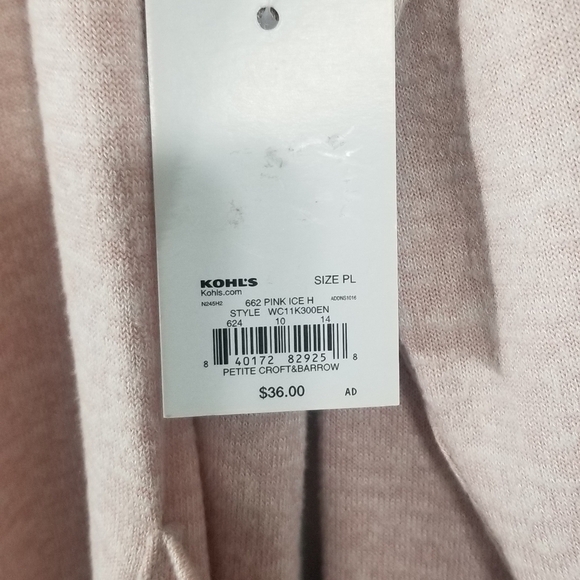 KOHL'S SIZE PL
Kohls.com
N245H2 662 PINK ICE H ADDNS1018
STYLE WC11K300EN
624 10 14
8 40172 82925 8
PETITE CROFT&BARROW
$36.00 AD